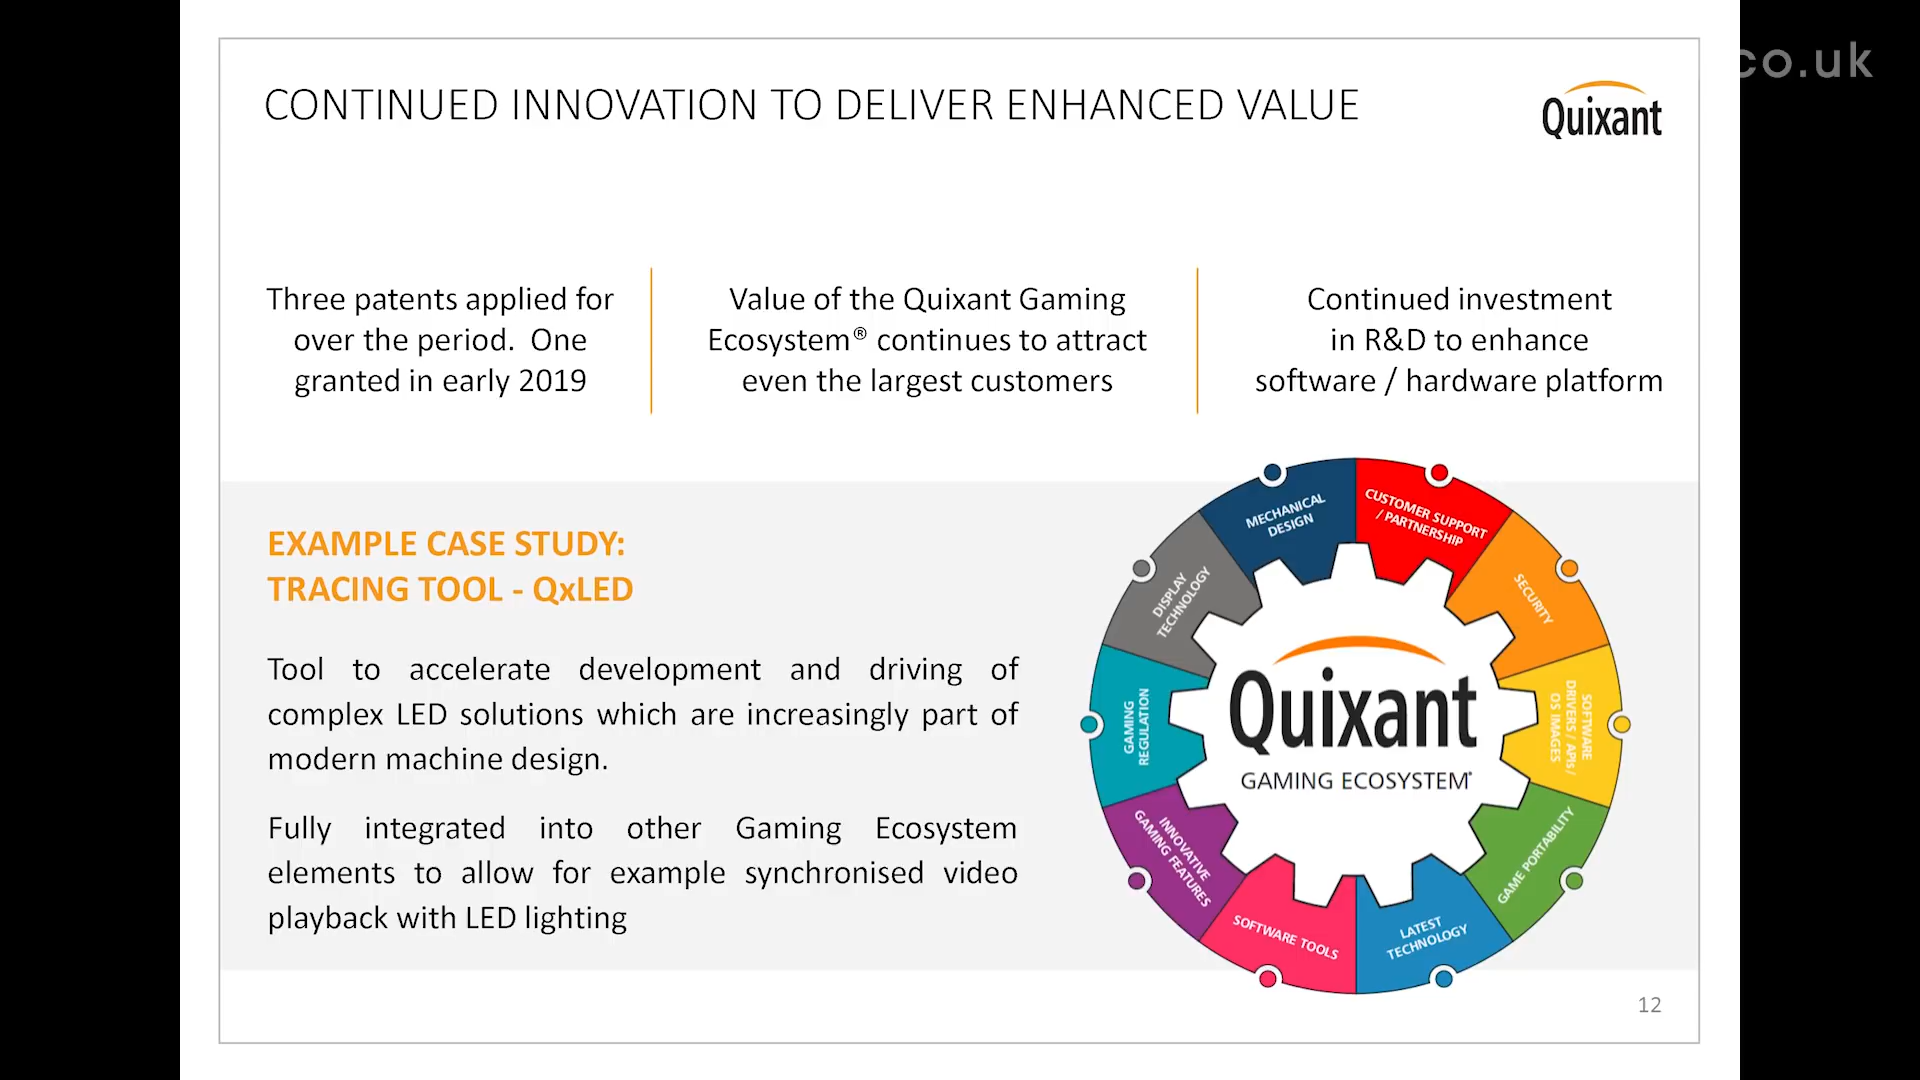 co.uk
CONTINUED INNOVATION TO DELIVER ENHANCED VALUE
Quixant
Three patents applied for
over the period. One
granted in early 2019
Value of the Quixant Gaming
Ecosystem® continues to attract
even the largest customers
Continued investment
in R&D to enhance
software / hardware platform
EXAMPLE CASE STUDY:
TRACING TOOL - QxLED
Tool to accelerate development and driving of
complex LED solutions which are increasingly part of
modern machine design.
Fully integrated into other Gaming Ecosystem
elements to allow for example synchronised video
playback with LED lighting
MECHANICAL
DESIGN
CUSTOMER SUPPORT
/ PARTNERSHIP
SECURITY
SOFTWARE
DRIVERS / APIs /
OS IMAGES
GAME PORTABILITY
LATEST
TECHNOLOGY
SOFTWARE TOOLS
INNOVATIVE
GAMING FEATURES
GAMING
REGULATION
DISPLAY
TECHNOLOGY
Quixant
GAMING ECOSYSTEM
12